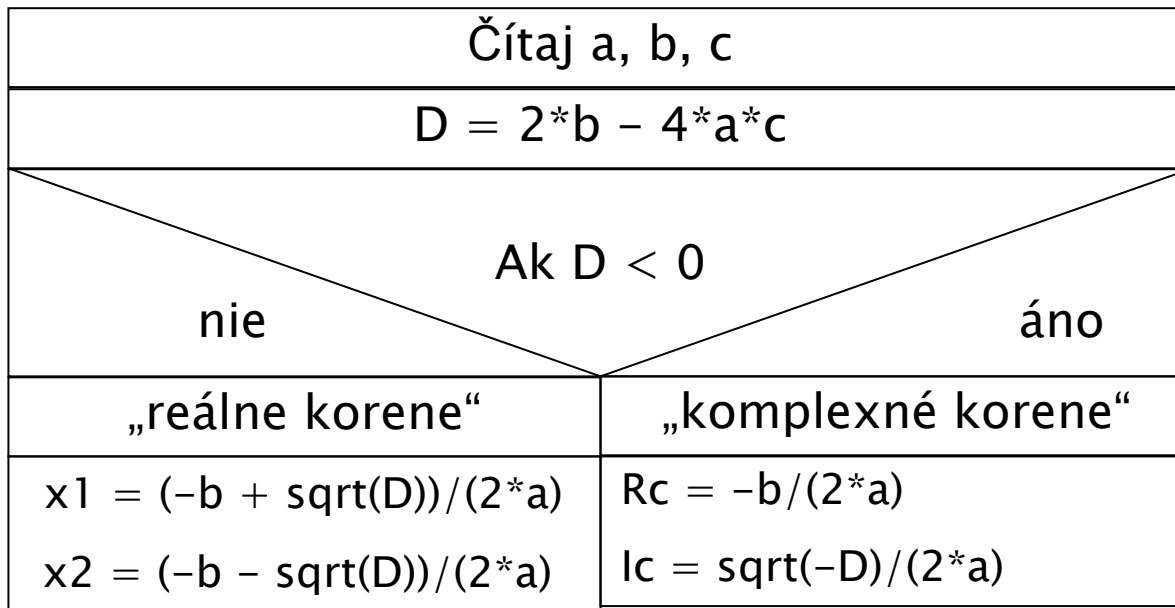 Čítaj a, b, c
D = 2*b – 4*a*c
Ak D < 0
nie
áno
„reálne korene“
„komplexné korene“
x1 = (–b + sqrt(D))/(2*a)
x2 = (–b – sqrt(D))/(2*a)
Rc = –b/(2*a)
Ic = sqrt(–D)/(2*a)